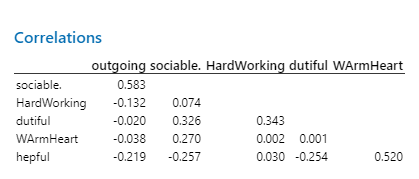 Correlations
outgoing sociable. HardWorking dutiful WArmHeart
sociable. 0.583
HardWorking -0.132 0.074
dutiful -0.020 0.326 0.343
WArmHeart -0.038 0.270 0.002 0.001
hepful -0.219 -0.257 0.030 -0.254 0.520